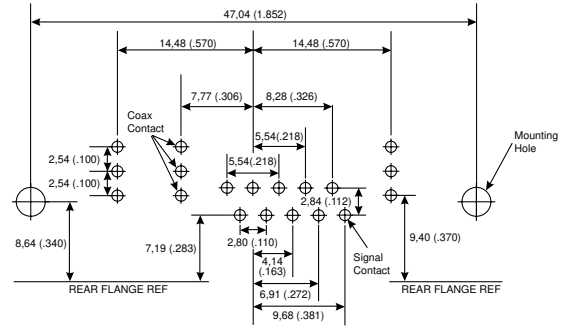 47,04 (1.852)
14,48 (.570)
14,48 (.570)
7,77 (.306)
8,28 (.326)
Coax
Contact
5,54(.218)
Mounting
Hole
2,54 (.100)
5,54(.218)
2,54 (.100)
2,84 (.112)
8,64 (.340)
7,19 (.283)
9,40 (.370)
2,80 (.110)
Signal
Contact
4,14
(.163)
REAR FLANGE REF
6,91 (.272)
REAR FLANGE REF
9,68 (.381)